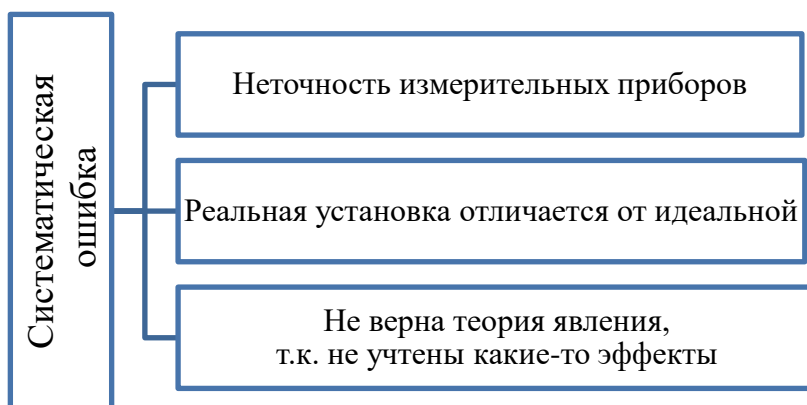 Систематическая
ошибка
Неточность измерительных приборов
Реальная установка отличается от идеальной
Не верна теория явления,
т.к. не учтены какие-то эффекты